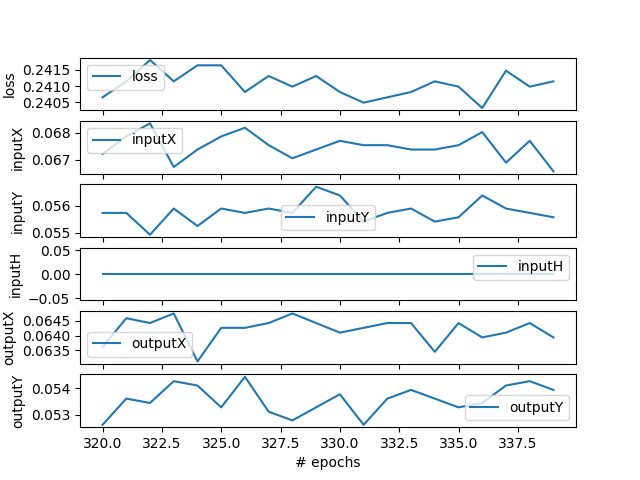 loss
0.2415
0.2410
0.2405
loss
inputX
0.068
0.067
inputX
inputY
0.056
0.055
inputY
inputH
0.05
0.00
−0.05
inputH
outputX
0.0645
0.0640
0.0635
outputX
outputY
0.054
0.053
outputY
320.0 322.5 325.0 327.5 330.0 332.5 335.0 337.5
# epochs